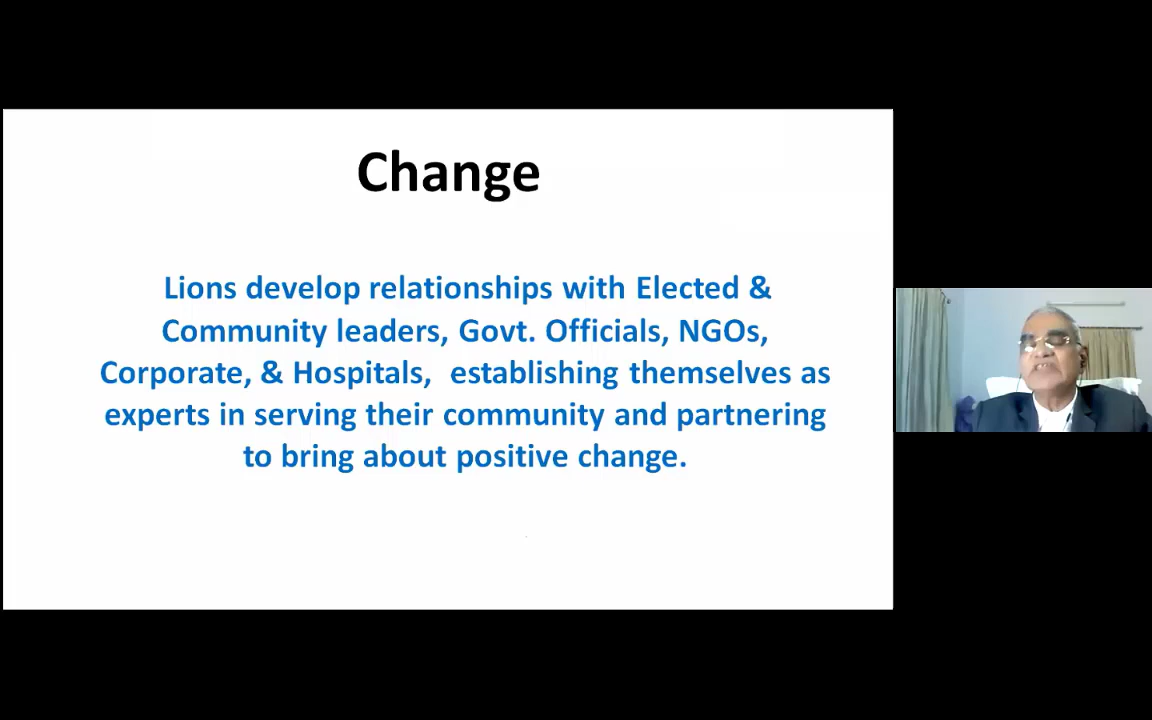 Change
Lions develop relationships with Elected &
Community leaders, Govt. Officials, NGOs,
Corporate, & Hospitals,  establishing themselves as
experts in serving their community and partnering
to bring about positive change.